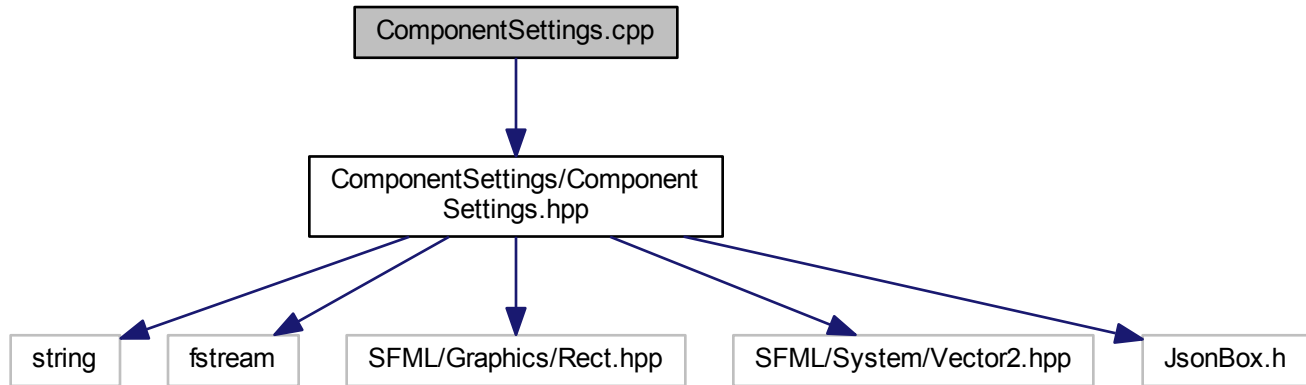 ComponentSettings.cpp
ComponentSettings/Component
Settings.hpp
string
fstream
SFML/Graphics/Rect.hpp
SFML/System/Vector2.hpp
JsonBox.h